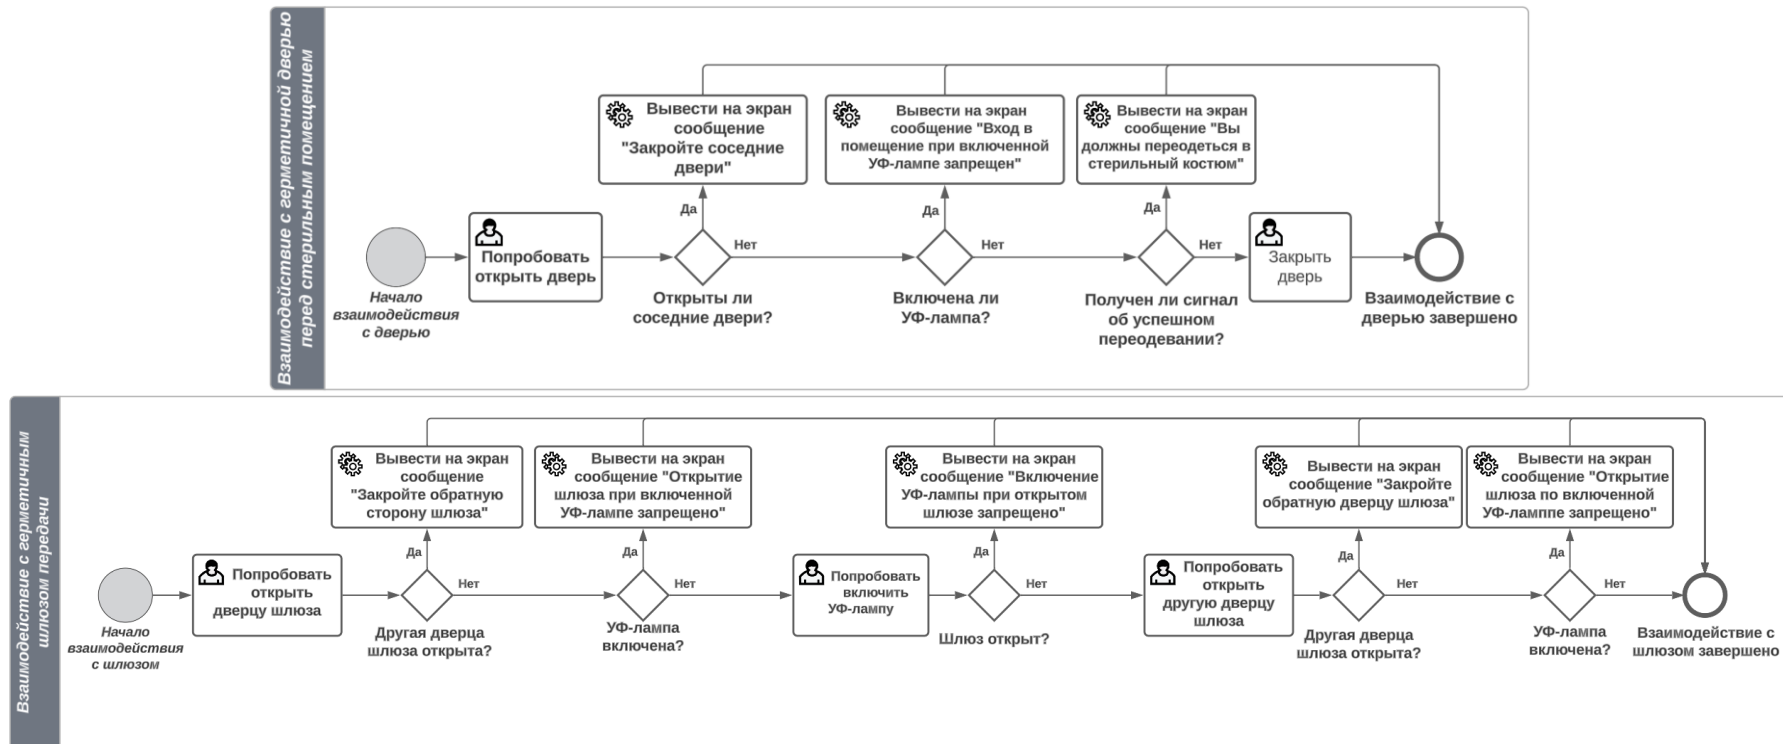 Взаимодействие с герметичной дверью
перед стерильным помещением
Вывести на экран
сообщение
"Закройте соседние
двери"
Вывести на экран
сообщение "Вход в
помещение при включенной
УФ-лампе запрещен"
Вывести на экран
сообщение "Вы
должны переодеться в
стерильный костюм"
Да
Да
Да
Попробовать
открыть дверь
Нет
Нет
Нет
Закрыть
дверь
Начало
взаимодействия
с дверью
Открыты ли
соседние двери?
Включена ли
УФ-лампа?
Получен ли сигнал
об успешном
переодевании?
Взаимодействие с
дверью завершено
Взаимодействие с герметичным
шлюзом передачи
Вывести на экран
сообщение
"Закройте обратную
сторону шлюза"
Вывести на экран
сообщение "Открытие
шлюза при включенной
УФ-лампе запрещено"
Вывести на экран
сообщение "Включение
УФ-лампы при открытом
шлюзе запрещено"
Вывести на экран
сообщение "Закройте
обратную дверцу шлюза"
Вывести на экран
сообщение "Открытие
шлюза по включенной
УФ-ламппе запрещено"
Да
Да
Да
Да
Да
Попробовать
открыть
дверцу шлюза
Нет
Нет
Попробовать
включить
УФ-лампу
Нет
Попробовать
открыть
другую дверцу
шлюза
Нет
Нет
Начало
взаимодействия
с шлюзом
Другая дверца
шлюза открыта?
УФ-лампа
включена?
Шлюз открыт?
Другая дверца
шлюза открыта?
УФ-лампа
включена?
Взаимодействие с
шлюзом завершено